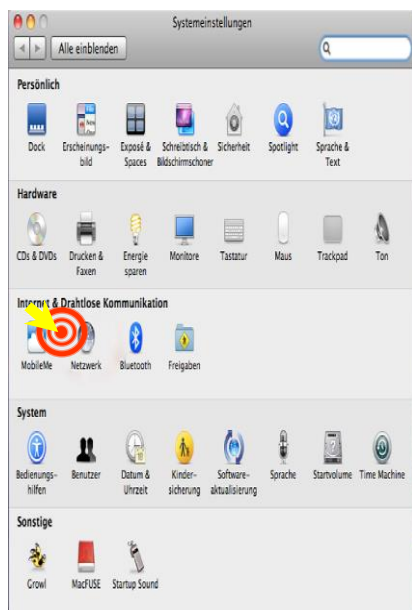 Systemeinstellungen
Alle einblenden
Persönlich
Dock
Erscheinungs-
bild
Exposé &
Spaces
Schreibtisch &
Bildschirmschoner
Sicherheit
Spotlight
Sprache &
Text
Hardware
CDs & DVDs
Drucken &
Faxen
Energie
sparen
Monitore
Tastatur
Maus
Trackpad
Ton
Internet & Drahtlose Kommunikation
MobileMe
Netzwerk
Bluetooth
Freigaben
System
Bedienungs-
hilfen
Benutzer
Datum &
Uhrzeit
Kinder-
sicherung
Software-
aktualisierung
Sprache
Startvolume
Time Machine
Sonstige
Growl
MacFUSE
Startup Sound